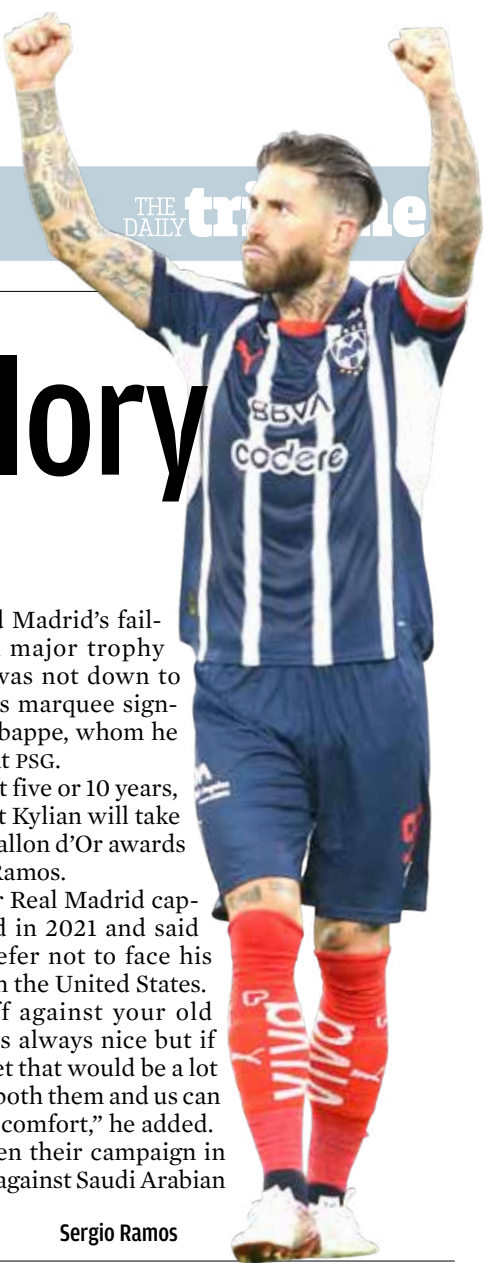 THE
DAILY
lory
Madrid's fail-
major trophy
was not down to
s marquee sign-
bappe, whom he
t PSG.
t five or 10 years,
t Kylian will take
allon d'Or awards
Ramos.
r Real Madrid cap-
d in 2021 and said
efer not to face his
n the United States.
ff against your old
s always nice but if
et that would be a lot
both them and us can
comfort," he added.
en their campaign in
against Saudi Arabian
Sergio Ramos
BBVA
codere
VIVA
VIVA